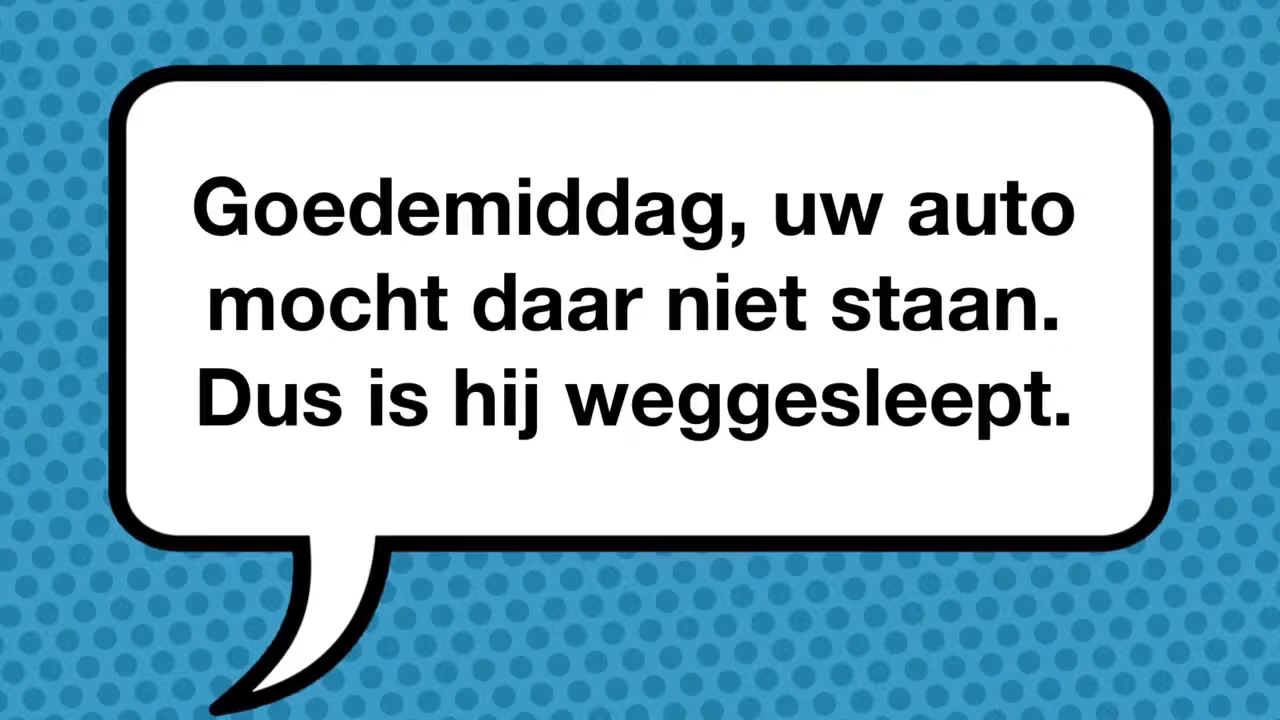 Goedemiddag, uw auto
mocht daar niet staan.
Dus is hij weggesleept.